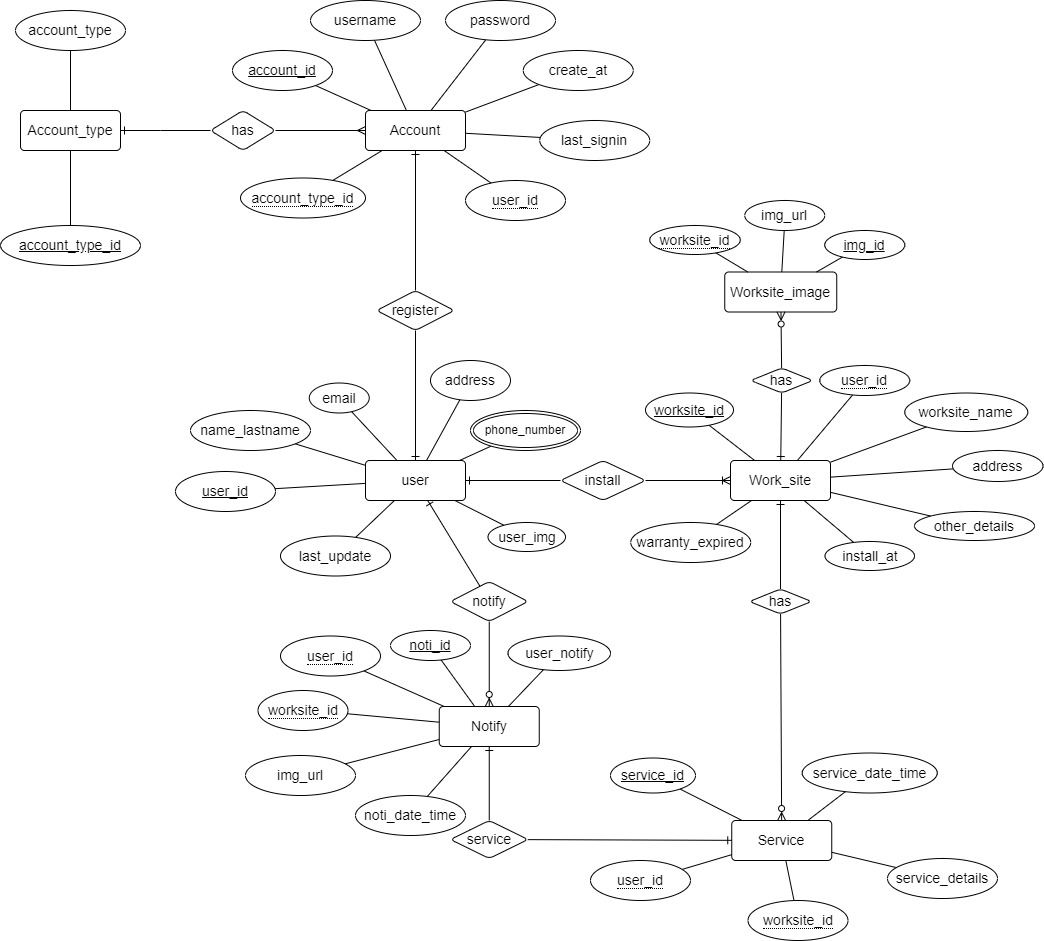 account_type
username
password
account_id
create_at
Account_type
has
Account
last_signin
account_type_id
user_id
account_type_id
img_url
worksite_id
img_id
Worksite_image
register
address
has
user_id
email
worksite_id
worksite_name
name_lastname
phone_number
address
user
install
Work_site
user_id
other_details
last_update
user_img
warranty_expired
install_at
notify
has
user_id
noti_id
user_notify
worksite_id
Notify
img_url
service_id
service_date_time
noti_date_time
service
Service
user_id
service_details
worksite_id